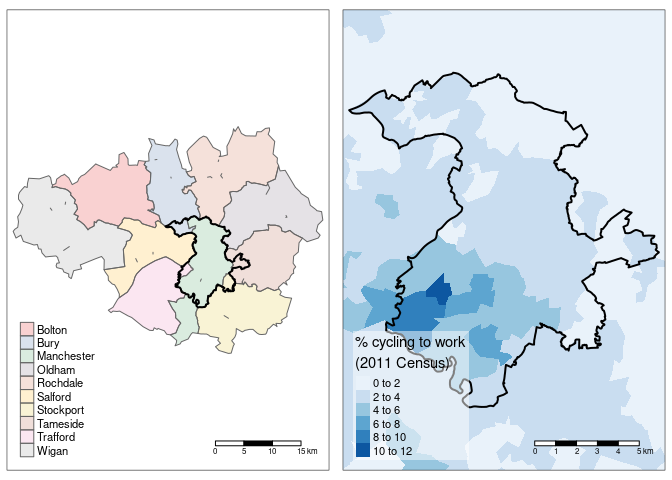 Bolton
Bury
Manchester
Oldham
Rochdale
Salford
Stockport
Tameside
Trafford
Wigan
0 5 10 15 km
% cycling to work
(2011 Census)
0 to 2
2 to 4
4 to 6
6 to 8
8 to 10
10 to 12
0 1 2 3 4 5 km